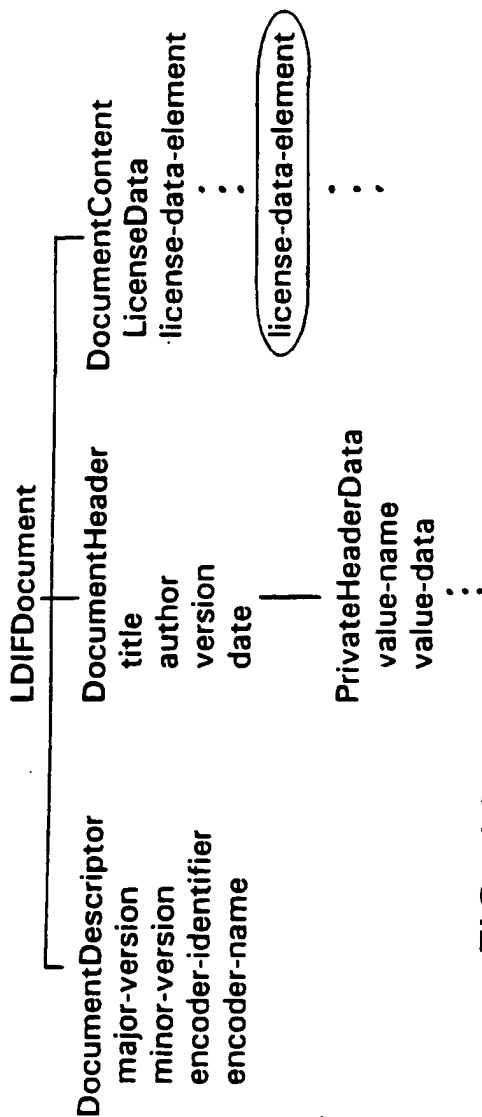 LDIFDocument
DocumentDescriptor
major-version
minor-version
encoder-identifier
encoder-name
DocumentHeader
title
author
version
date
PrivateHeaderData
value-name
value-data
DocumentContent
LicenseData
license-data-element
license-data-element